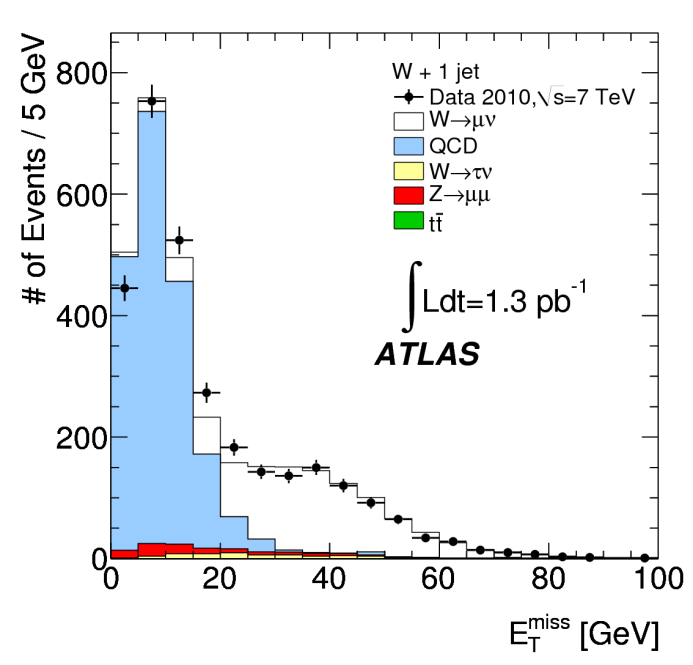 # of Events / 5 GeV
800
600
400
200
0
W + 1 jet
Data 2010,√s=7 TeV
W→μν
QCD
W→τν
Z→μμ
tt̄
∫Ldt=1.3 pb⁻¹
ATLAS
0 20 40 60 80 100
E_T^miss [GeV]